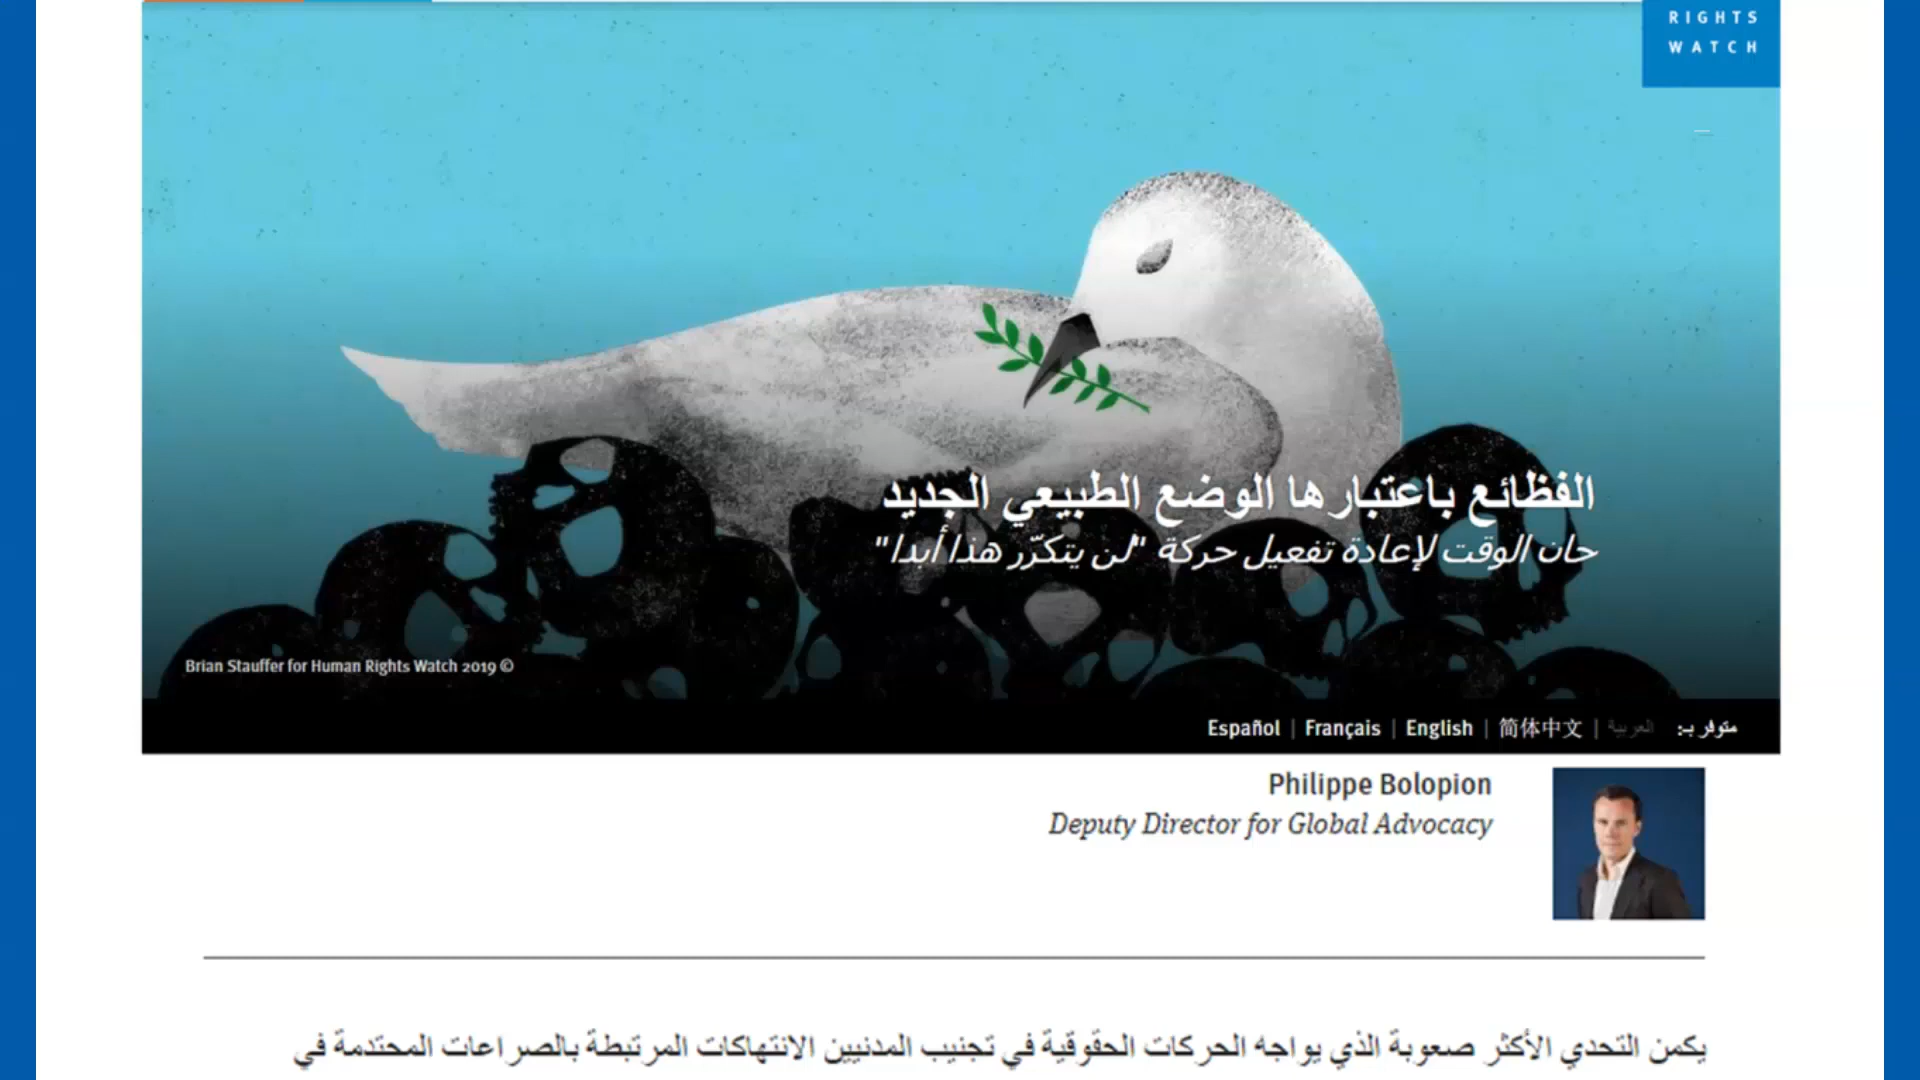 RIGHTS
WATCH
الفظائع باعتبارها الوضع الطبيعي الجديد
حان الوقت لإعادة تفعيل حركة "لن يتكرّر هذا أبدا"
Brian Stauffer for Human Rights Watch 2019 ©
متوفر بـ: العربية | 简体中文 | English | Français | Español
Philippe Bolopion
Deputy Director for Global Advocacy
يكمن التحدي الأكثر صعوبة الذي يواجه الحركات الحقوقية في تجنيب المدنيين الانتهاكات المرتبطة بالصراعات المحتدمة في